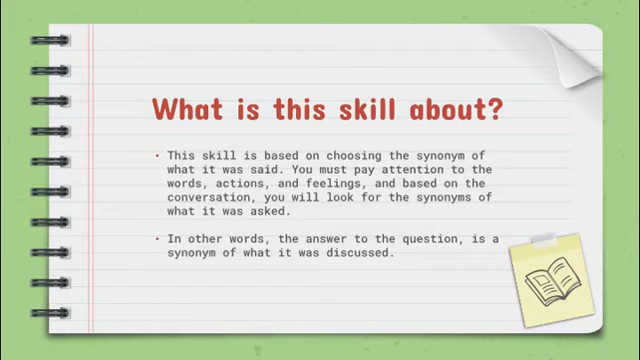 What is this skill about?
• This skill is based on choosing the synonym of
what it was said. You must pay attention to the
words, actions, and feelings, and based on the
conversation, you will look for the synonyms of
what it was asked.
• In other words, the answer to the question, is a
synonym of what it was discussed.